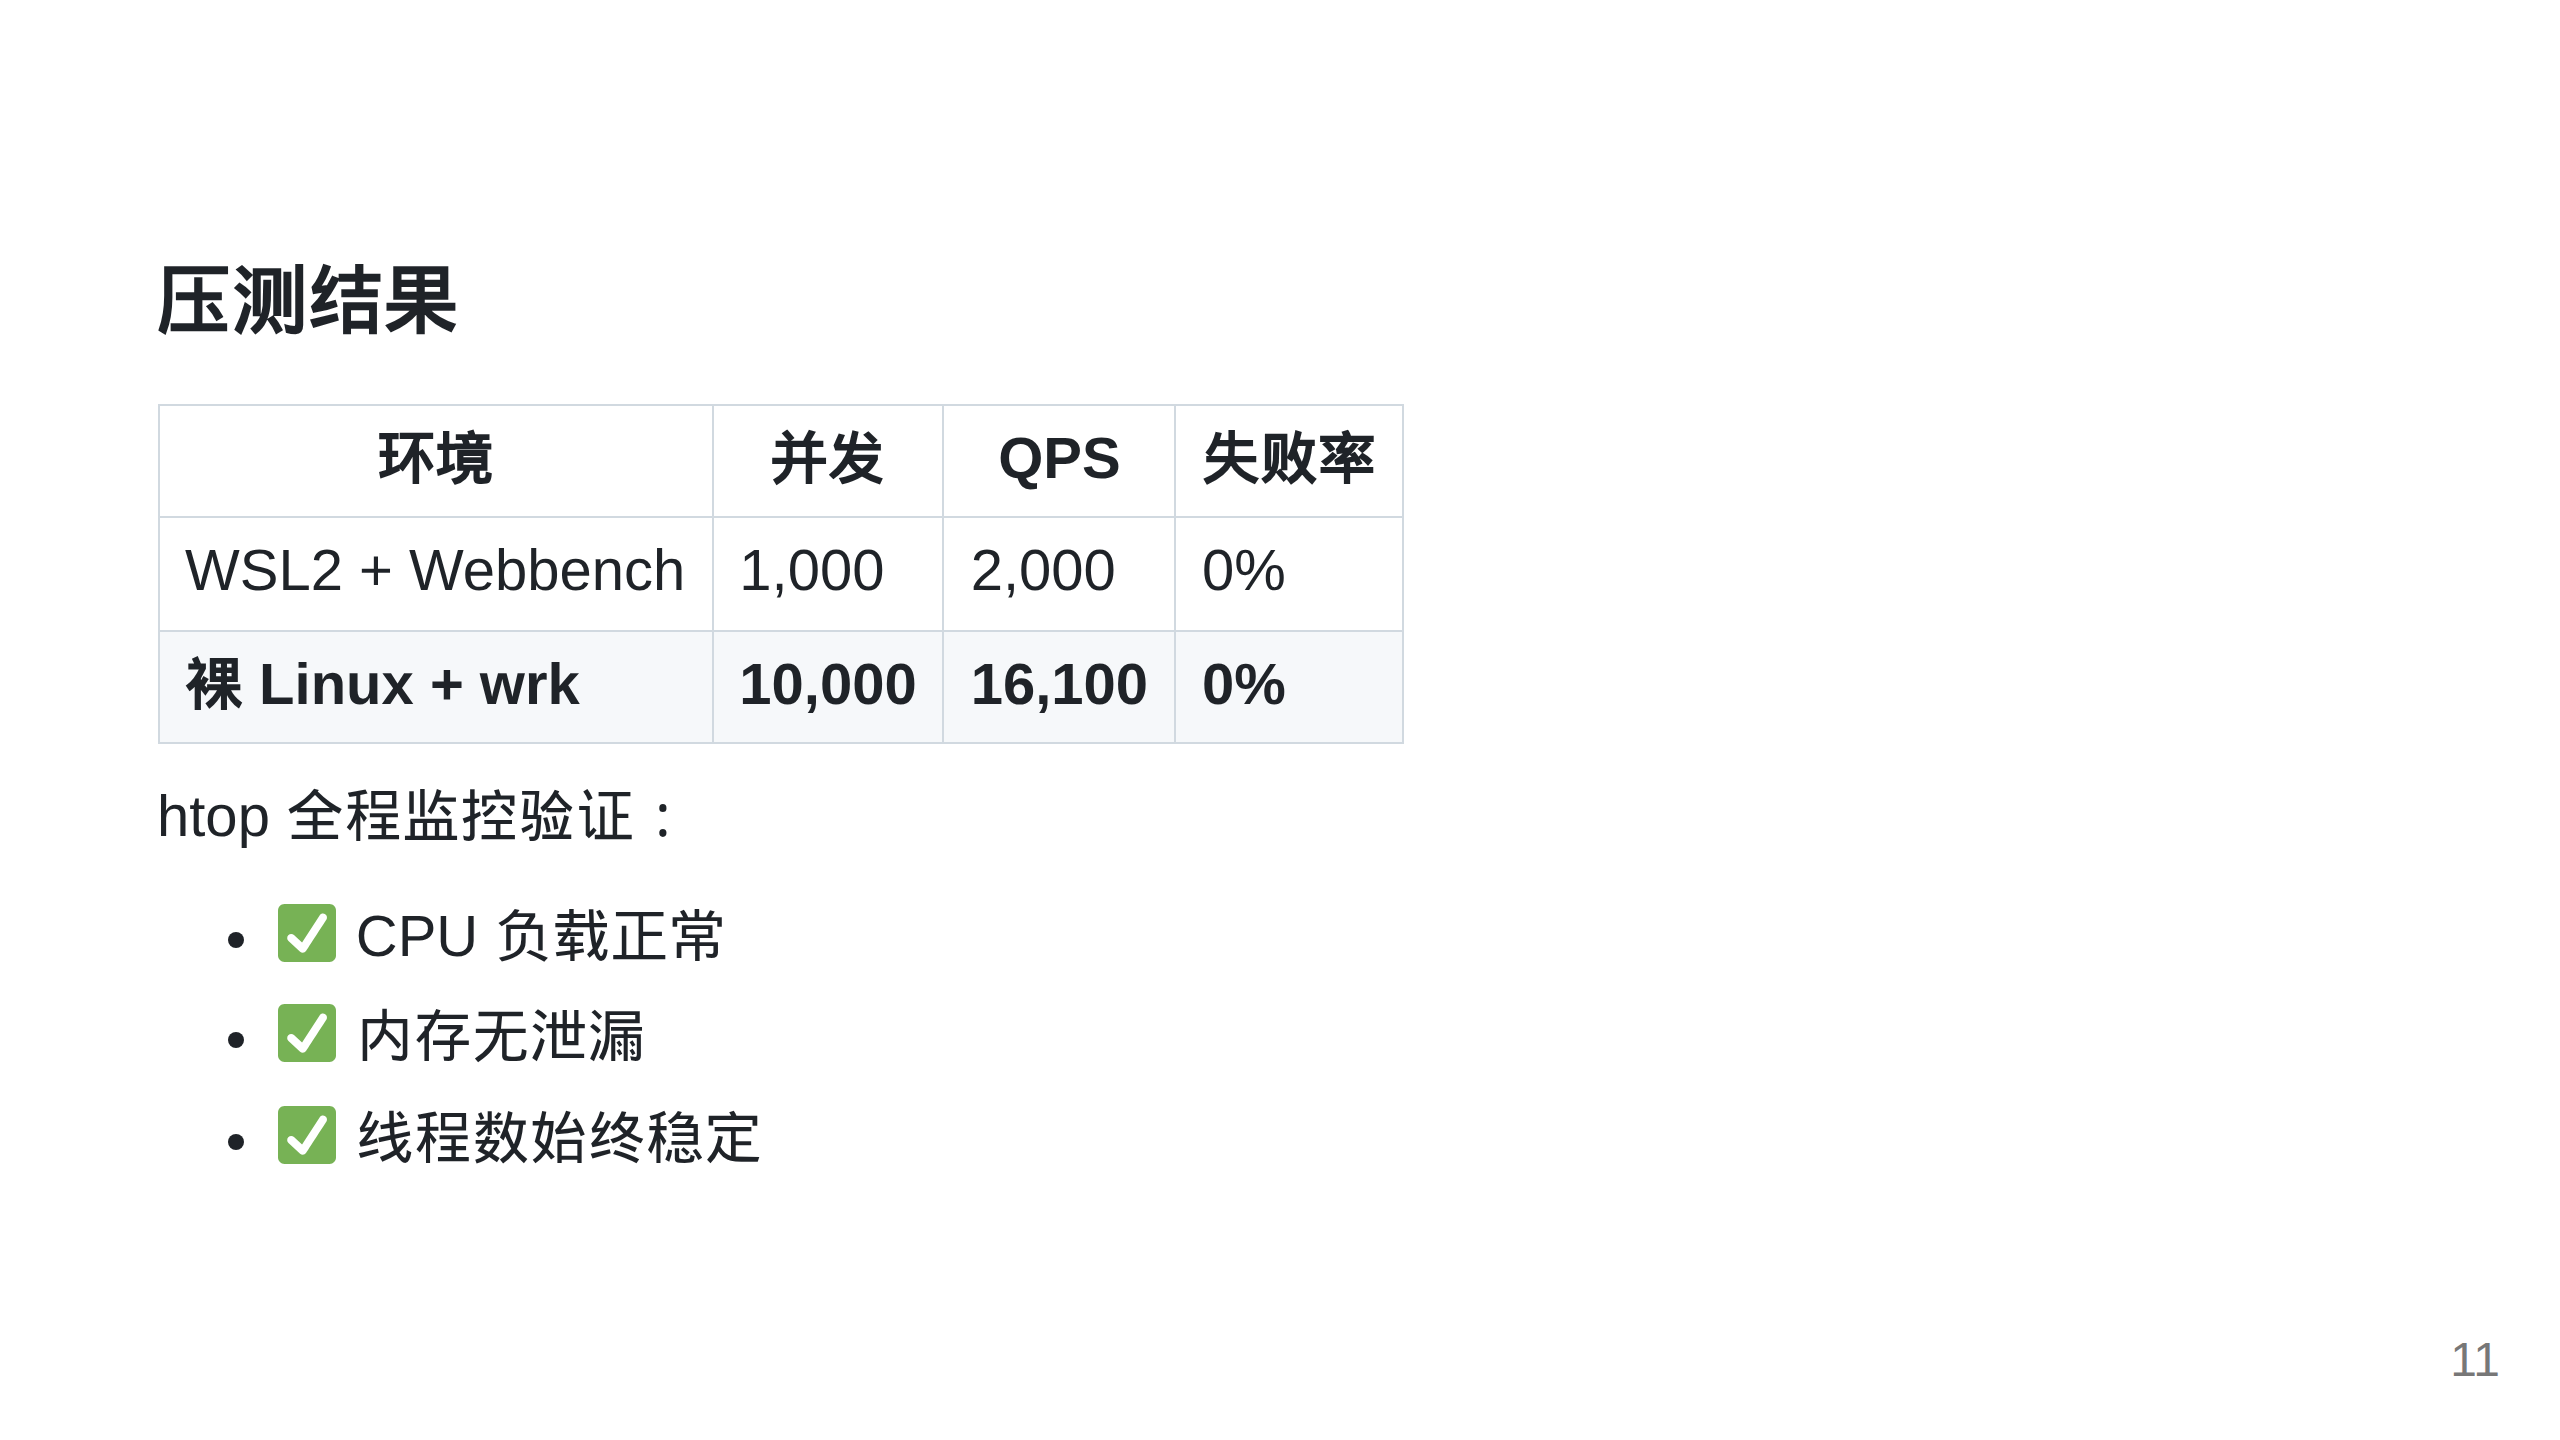 压测结果
环境 并发 QPS 失败率
WSL2 + Webbench 1,000 2,000 0%
裸 Linux + wrk 10,000 16,100 0%
htop 全程监控验证：
• ✅ CPU 负载正常
• ✅ 内存无泄漏
• ✅ 线程数始终稳定
11